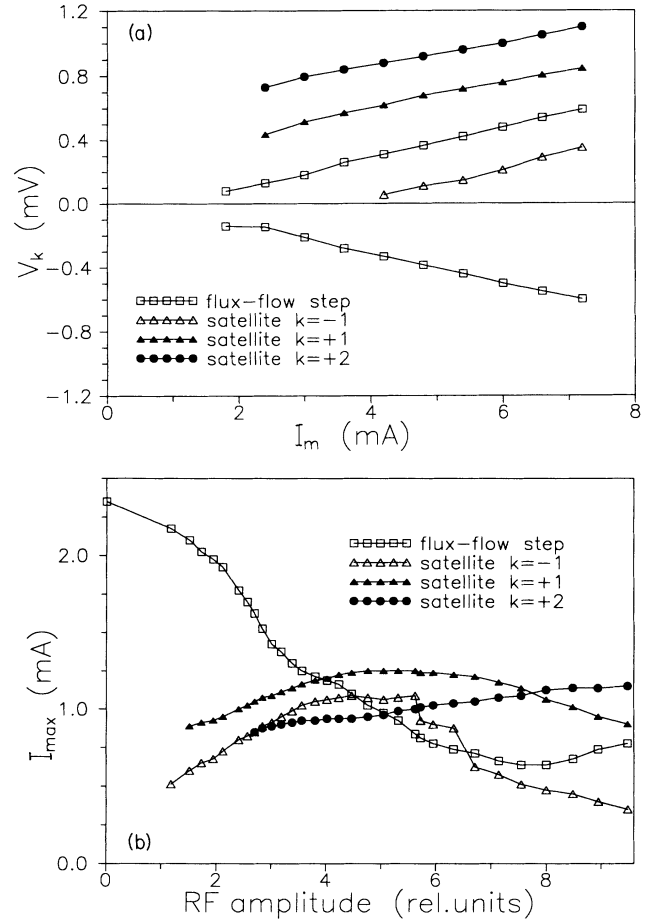 (a)
1.2
0.8
0.4
0.0
-0.4
-0.8
-1.2
V_k (mV)
flux-flow step
satellite k=-1
satellite k=+1
satellite k=+2
0 2 4 6 8
I_m (mA)
2.0
1.0
0.0
I_max (mA)
flux-flow step
satellite k=-1
satellite k=+1
satellite k=+2
(b)
0 2 4 6 8
RF amplitude (rel.units)